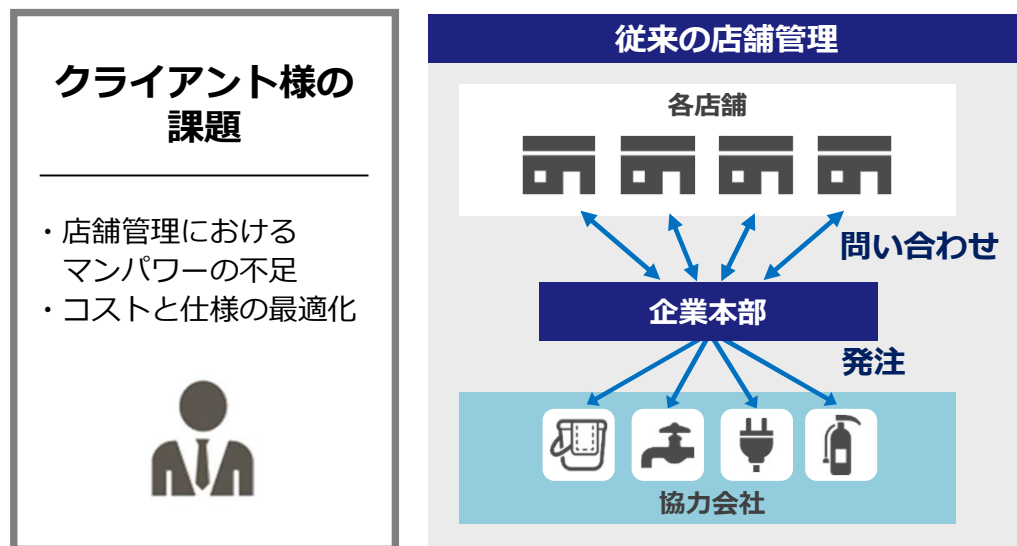 クライアント様の
課題
・店舗管理における
マンパワーの不足
・コストと仕様の最適化
従来の店舗管理
各店舗
問い合わせ
企業本部
発注
協力会社